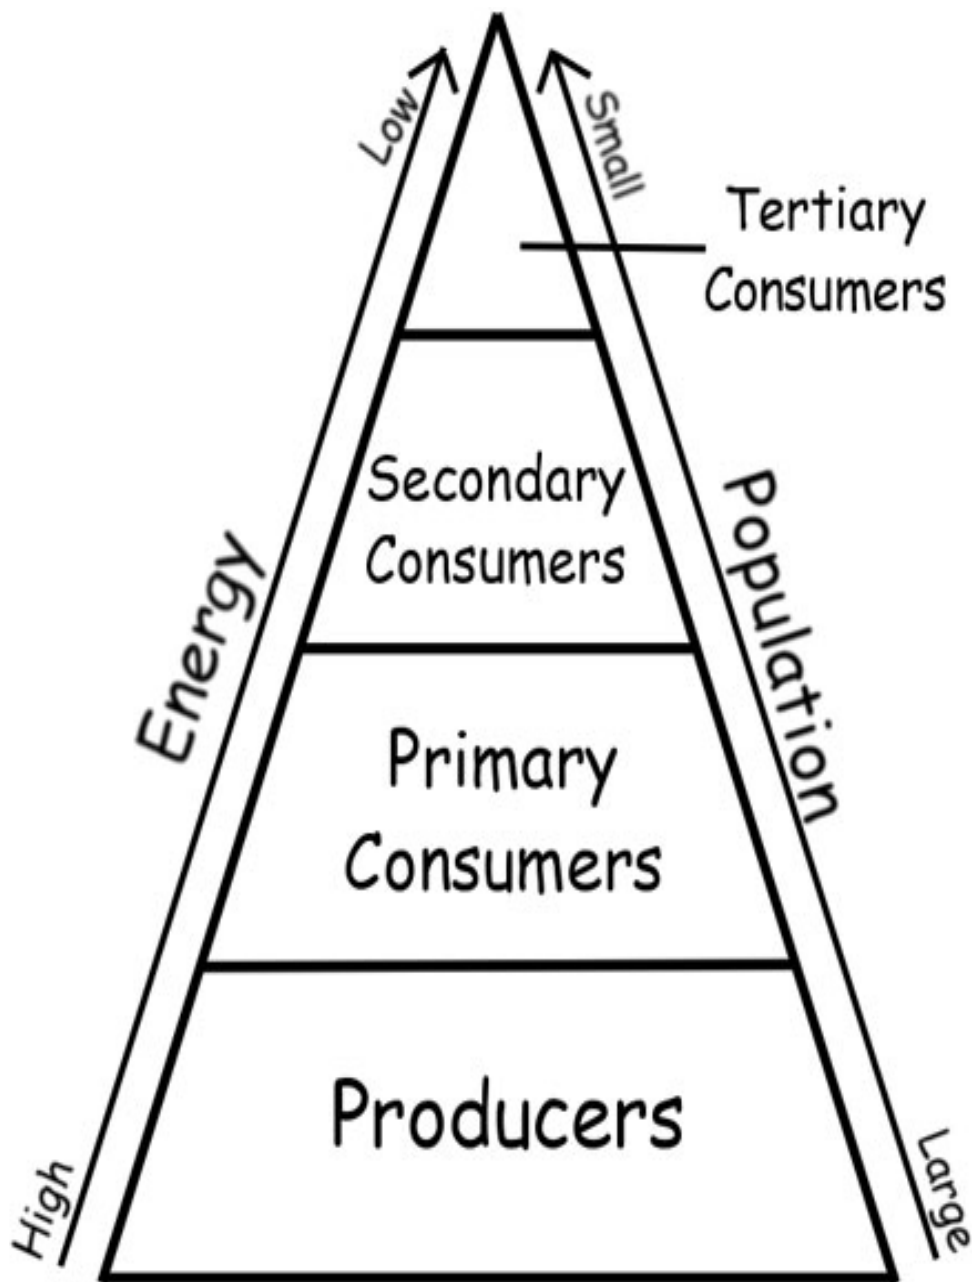 Low
Small
Tertiary
Consumers
Secondary
Consumers
Energy
Population
Primary
Consumers
Producers
High
Large